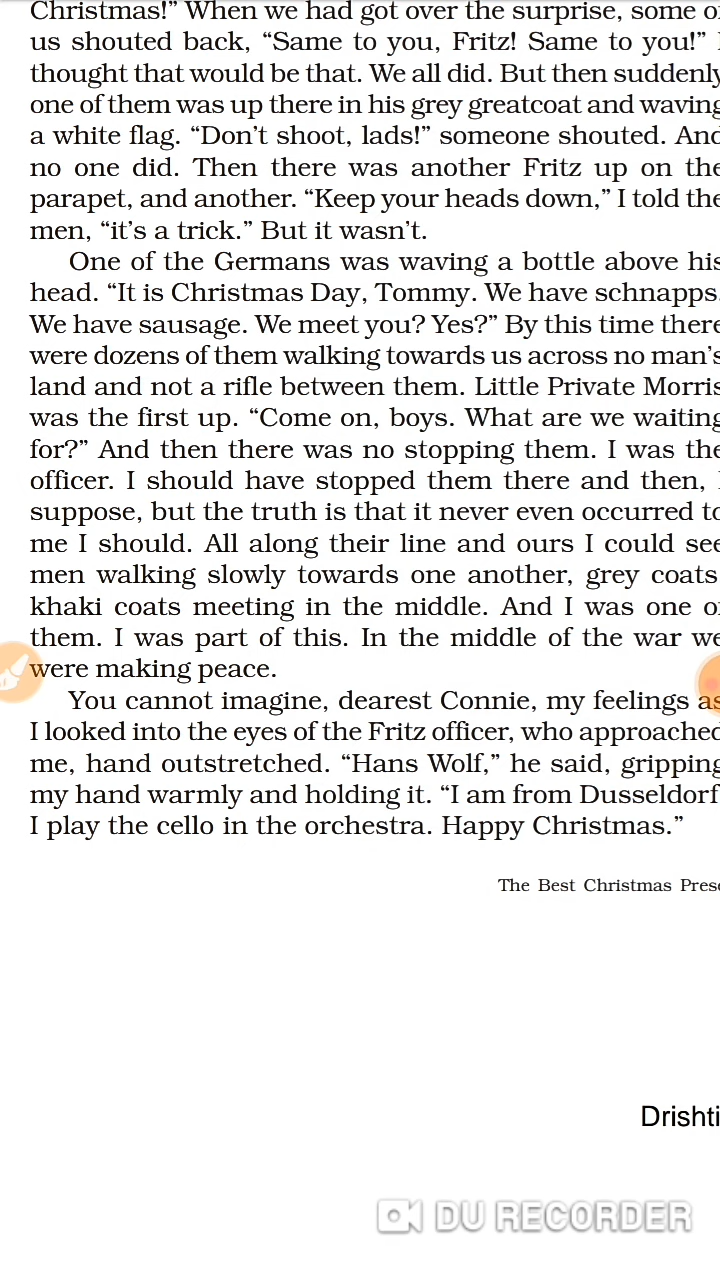 Christmas!” When we had got over the surprise, some
us shouted back, “Same to you, Fritz! Same to you!”
thought that would be that. We all did. But then suddenly
one of them was up there in his grey greatcoat and waving
a white flag. “Don’t shoot, lads!” someone shouted. And
no one did. Then there was another Fritz up on the
parapet, and another. “Keep your heads down,” I told the
men, “it’s a trick.” But it wasn’t.
One of the Germans was waving a bottle above his
head. “It is Christmas Day, Tommy. We have schnapps.
We have sausage. We meet you? Yes?” By this time there
were dozens of them walking towards us across no man’s
land and not a rifle between them. Little Private Morris
was the first up. “Come on, boys. What are we waiting
for?” And then there was no stopping them. I was the
officer. I should have stopped them there and then,
suppose, but the truth is that it never even occurred to
me I should. All along their line and ours I could see
men walking slowly towards one another, grey coats
khaki coats meeting in the middle. And I was one of
them. I was part of this. In the middle of the war we
were making peace.
You cannot imagine, dearest Connie, my feelings as
I looked into the eyes of the Fritz officer, who approached
me, hand outstretched. “Hans Wolf,” he said, gripping
my hand warmly and holding it. “I am from Dusseldorf
I play the cello in the orchestra. Happy Christmas.”
The Best Christmas Prese
Drishti
DU RECORDER